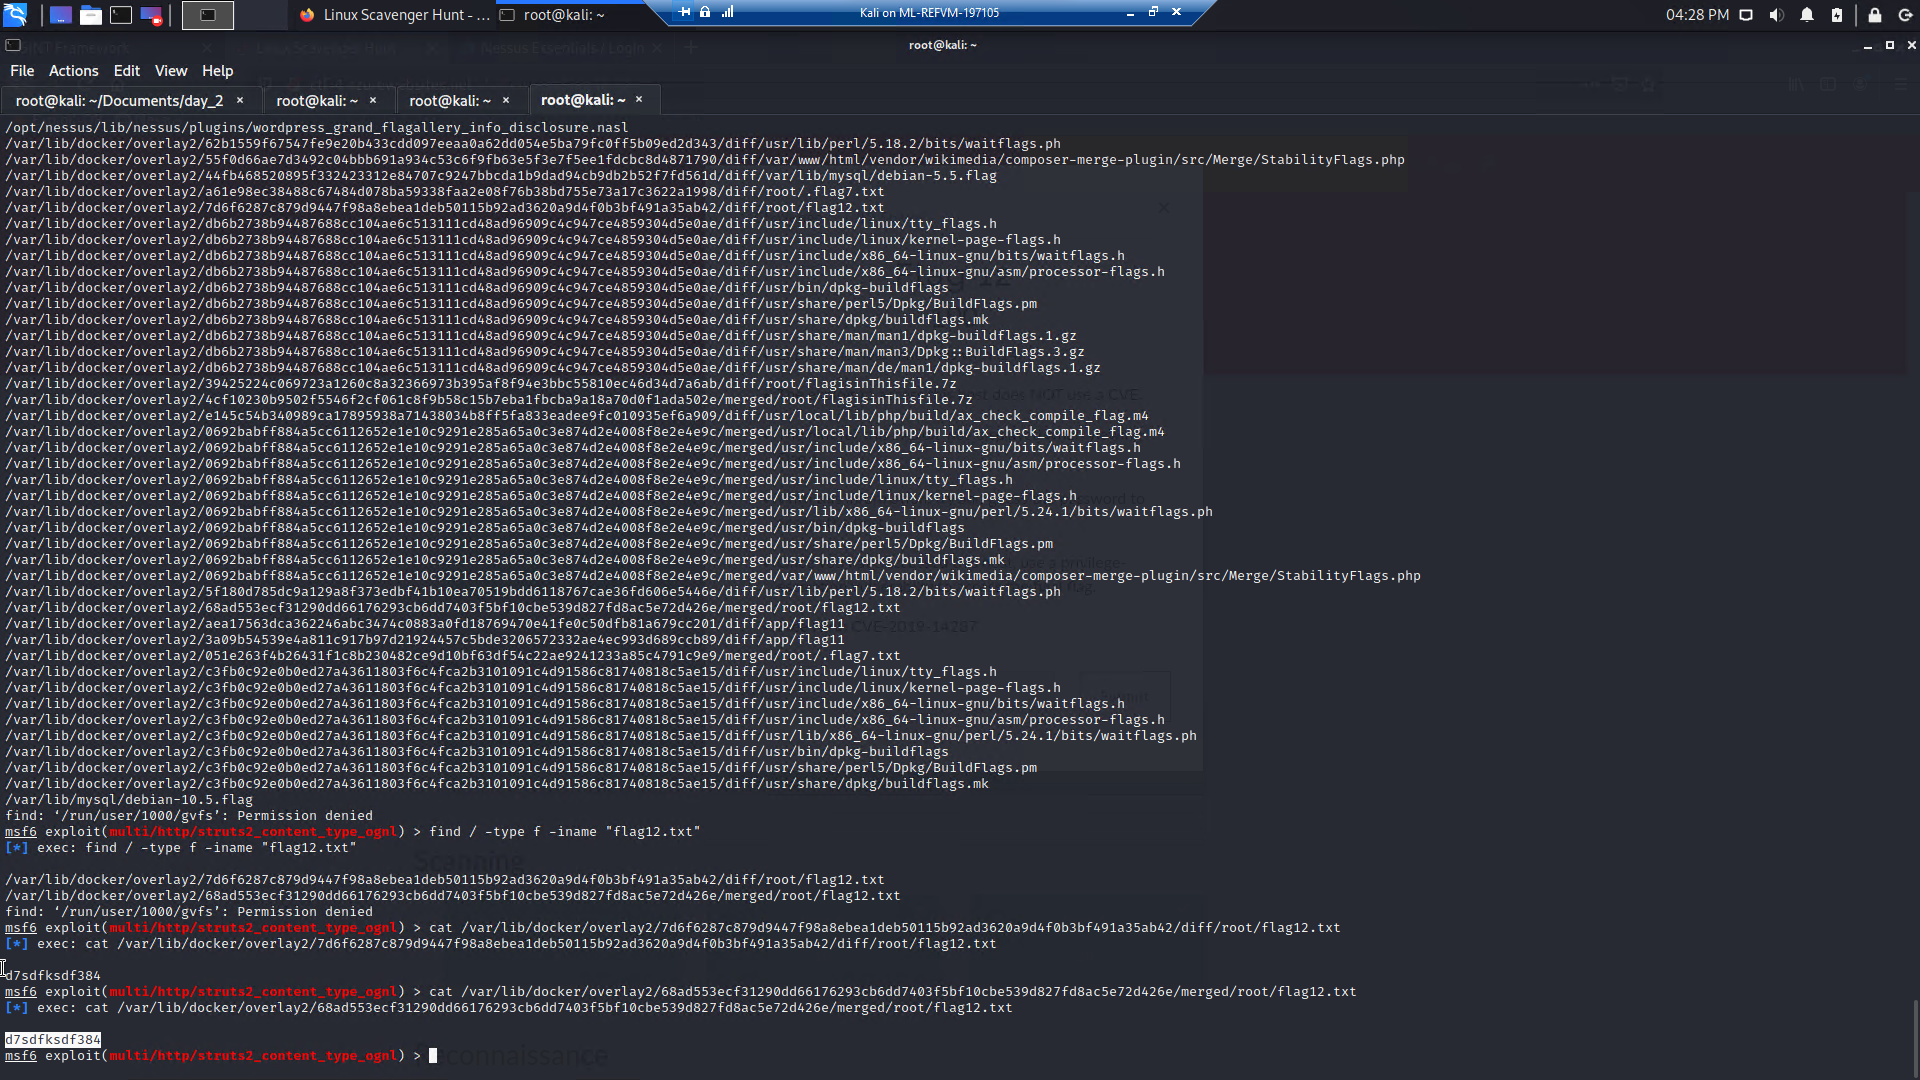 Linux Scavenger Hunt - ...
root@kali: ~
Kali on ML-REFVM-197105
04:28 PM
root@kali: ~
File Actions Edit View Help
root@kali: ~/Documents/day_2 × root@kali: ~ × root@kali: ~ × root@kali: ~ ×
/opt/nessus/lib/nessus/plugins/wordpress_grand_flagallery_info_disclosure.nasl
/var/lib/docker/overlay2/62b1559f67547fe9e20b433cdd097eeaa0a62dd054e5ba79fc0ff5b09ed2d343/diff/usr/lib/perl/5.18.2/bits/waitflags.ph
/var/lib/docker/overlay2/55f0d66ae7d3492c04bbb691a934c53c6f9fb63e5f3e7f5ee1fdcbc8d4871790/diff/var/www/html/vendor/wikimedia/composer-merge-plugin/src/Merge/StabilityFlags.php
/var/lib/docker/overlay2/44fb468520895f332423312e84707c9247bbcda1b9dad94cb9db2b52f7fd561d/diff/var/lib/mysql/debian-5.5.flag
/var/lib/docker/overlay2/a61e98ec38488c67484d078ba59338faa2e08f76b38bd755e73a17c3622a1998/diff/root/.flag7.txt
/var/lib/docker/overlay2/7d6f6287c879d9447f98a8ebea1deb50115b92ad3620a9d4f0b3bf491a35ab42/diff/root/flag12.txt
/var/lib/docker/overlay2/db6b2738b94487688cc104ae6c513111cd48ad96909c4c947ce4859304d5e0ae/diff/usr/include/linux/tty_flags.h
/var/lib/docker/overlay2/db6b2738b94487688cc104ae6c513111cd48ad96909c4c947ce4859304d5e0ae/diff/usr/include/linux/kernel-page-flags.h
/var/lib/docker/overlay2/db6b2738b94487688cc104ae6c513111cd48ad96909c4c947ce4859304d5e0ae/diff/usr/include/x86_64-linux-gnu/bits/waitflags.h
/var/lib/docker/overlay2/db6b2738b94487688cc104ae6c513111cd48ad96909c4c947ce4859304d5e0ae/diff/usr/include/x86_64-linux-gnu/asm/processor-flags.h
/var/lib/docker/overlay2/db6b2738b94487688cc104ae6c513111cd48ad96909c4c947ce4859304d5e0ae/diff/usr/bin/dpkg-buildflags
/var/lib/docker/overlay2/db6b2738b94487688cc104ae6c513111cd48ad96909c4c947ce4859304d5e0ae/diff/usr/share/perl5/Dpkg/BuildFlags.pm
/var/lib/docker/overlay2/db6b2738b94487688cc104ae6c513111cd48ad96909c4c947ce4859304d5e0ae/diff/usr/share/dpkg/buildflags.mk
/var/lib/docker/overlay2/db6b2738b94487688cc104ae6c513111cd48ad96909c4c947ce4859304d5e0ae/diff/usr/share/man/man1/dpkg-buildflags.1.gz
/var/lib/docker/overlay2/db6b2738b94487688cc104ae6c513111cd48ad96909c4c947ce4859304d5e0ae/diff/usr/share/man/man3/Dpkg::BuildFlags.3.gz
/var/lib/docker/overlay2/db6b2738b94487688cc104ae6c513111cd48ad96909c4c947ce4859304d5e0ae/diff/usr/share/man/de/man1/dpkg-buildflags.1.gz
/var/lib/docker/overlay2/39425224c069723a1260c8a32366973b395af8f94e3bbc55810ec46d34d7a6ab/diff/root/flagisinThisfile.7z
/var/lib/docker/overlay2/4cf10230b9502f5546f2cf061c8f9b58c15b7eba1fbcba9a18a70d0f1ada502e/merged/root/flagisinThisfile.7z
/var/lib/docker/overlay2/e145c54b340989ca17895938a71438034b8ff5fa833eadee9fc010935ef6a909/diff/usr/local/lib/php/build/ax_check_compile_flag.m4
/var/lib/docker/overlay2/0692babff884a5cc6112652e1e10c9291e285a65a0c3e874d2e4008f8e2e4e9c/merged/usr/local/lib/php/build/ax_check_compile_flag.m4
/var/lib/docker/overlay2/0692babff884a5cc6112652e1e10c9291e285a65a0c3e874d2e4008f8e2e4e9c/merged/usr/include/x86_64-linux-gnu/bits/waitflags.h
/var/lib/docker/overlay2/0692babff884a5cc6112652e1e10c9291e285a65a0c3e874d2e4008f8e2e4e9c/merged/usr/include/x86_64-linux-gnu/asm/processor-flags.h
/var/lib/docker/overlay2/0692babff884a5cc6112652e1e10c9291e285a65a0c3e874d2e4008f8e2e4e9c/merged/usr/include/linux/tty_flags.h
/var/lib/docker/overlay2/0692babff884a5cc6112652e1e10c9291e285a65a0c3e874d2e4008f8e2e4e9c/merged/usr/include/linux/kernel-page-flags.h
/var/lib/docker/overlay2/0692babff884a5cc6112652e1e10c9291e285a65a0c3e874d2e4008f8e2e4e9c/merged/usr/lib/x86_64-linux-gnu/perl/5.24.1/bits/waitflags.ph
/var/lib/docker/overlay2/0692babff884a5cc6112652e1e10c9291e285a65a0c3e874d2e4008f8e2e4e9c/merged/usr/bin/dpkg-buildflags
/var/lib/docker/overlay2/0692babff884a5cc6112652e1e10c9291e285a65a0c3e874d2e4008f8e2e4e9c/merged/usr/share/perl5/Dpkg/BuildFlags.pm
/var/lib/docker/overlay2/0692babff884a5cc6112652e1e10c9291e285a65a0c3e874d2e4008f8e2e4e9c/merged/usr/share/dpkg/buildflags.mk
/var/lib/docker/overlay2/0692babff884a5cc6112652e1e10c9291e285a65a0c3e874d2e4008f8e2e4e9c/merged/var/www/html/vendor/wikimedia/composer-merge-plugin/src/Merge/StabilityFlags.php
/var/lib/docker/overlay2/5f180d785dc9a129a8f373edbf41b10ea70519bdd6118767cae36fd606e5446e/diff/usr/lib/perl/5.18.2/bits/waitflags.ph
/var/lib/docker/overlay2/68ad553ecf31290dd66176293cb6dd7403f5bf10cbe539d827fd8ac5e72d426e/merged/root/flag12.txt
/var/lib/docker/overlay2/aea17563dca362246abc3474c0883a0fd18769470e41fe0c50dfb81a679cc201/diff/app/flag11
/var/lib/docker/overlay2/3a09b54539e4a811c917b97d21924457c5bde3206572332ae4ec993d689ccb89/diff/app/flag11
/var/lib/docker/overlay2/051e263f4b26431f1c8b230482ce9d10bf63df54c22ae9241233a85c4791c9e9/merged/root/.flag7.txt
/var/lib/docker/overlay2/c3fb0c92e0b0ed27a43611803f6c4fca2b3101091c4d91586c81740818c5ae15/diff/usr/include/linux/tty_flags.h
/var/lib/docker/overlay2/c3fb0c92e0b0ed27a43611803f6c4fca2b3101091c4d91586c81740818c5ae15/diff/usr/include/linux/kernel-page-flags.h
/var/lib/docker/overlay2/c3fb0c92e0b0ed27a43611803f6c4fca2b3101091c4d91586c81740818c5ae15/diff/usr/include/x86_64-linux-gnu/bits/waitflags.h
/var/lib/docker/overlay2/c3fb0c92e0b0ed27a43611803f6c4fca2b3101091c4d91586c81740818c5ae15/diff/usr/include/x86_64-linux-gnu/asm/processor-flags.h
/var/lib/docker/overlay2/c3fb0c92e0b0ed27a43611803f6c4fca2b3101091c4d91586c81740818c5ae15/diff/usr/lib/x86_64-linux-gnu/perl/5.24.1/bits/waitflags.ph
/var/lib/docker/overlay2/c3fb0c92e0b0ed27a43611803f6c4fca2b3101091c4d91586c81740818c5ae15/diff/usr/bin/dpkg-buildflags
/var/lib/docker/overlay2/c3fb0c92e0b0ed27a43611803f6c4fca2b3101091c4d91586c81740818c5ae15/diff/usr/share/perl5/Dpkg/BuildFlags.pm
/var/lib/docker/overlay2/c3fb0c92e0b0ed27a43611803f6c4fca2b3101091c4d91586c81740818c5ae15/diff/usr/share/dpkg/buildflags.mk
/var/lib/mysql/debian-10.5.flag
find: ‘/run/user/1000/gvfs’: Permission denied
msf6 exploit(multi/http/struts2_content_type_ognl) > find / -type f -iname "flag12.txt"
[*] exec: find / -type f -iname "flag12.txt"
/var/lib/docker/overlay2/7d6f6287c879d9447f98a8ebea1deb50115b92ad3620a9d4f0b3bf491a35ab42/diff/root/flag12.txt
/var/lib/docker/overlay2/68ad553ecf31290dd66176293cb6dd7403f5bf10cbe539d827fd8ac5e72d426e/merged/root/flag12.txt
find: ‘/run/user/1000/gvfs’: Permission denied
msf6 exploit(multi/http/struts2_content_type_ognl) > cat /var/lib/docker/overlay2/7d6f6287c879d9447f98a8ebea1deb50115b92ad3620a9d4f0b3bf491a35ab42/diff/root/flag12.txt
[*] exec: cat /var/lib/docker/overlay2/7d6f6287c879d9447f98a8ebea1deb50115b92ad3620a9d4f0b3bf491a35ab42/diff/root/flag12.txt
d7sdfksdf384
msf6 exploit(multi/http/struts2_content_type_ognl) > cat /var/lib/docker/overlay2/68ad553ecf31290dd66176293cb6dd7403f5bf10cbe539d827fd8ac5e72d426e/merged/root/flag12.txt
[*] exec: cat /var/lib/docker/overlay2/68ad553ecf31290dd66176293cb6dd7403f5bf10cbe539d827fd8ac5e72d426e/merged/root/flag12.txt
d7sdfksdf384
msf6 exploit(multi/http/struts2_content_type_ognl) >